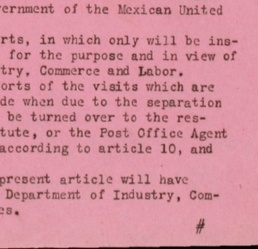 vernment of the Mexican United
rts, in which only will be ins-
for the purpose and in view of
try, Commerce and Labor.
orts of the visits which are
de when due to the separation
be turned over to the res-
tute, or the Post Office Agent
according to article 10, and
present article will have
Department of Industry, Com-
es.
#